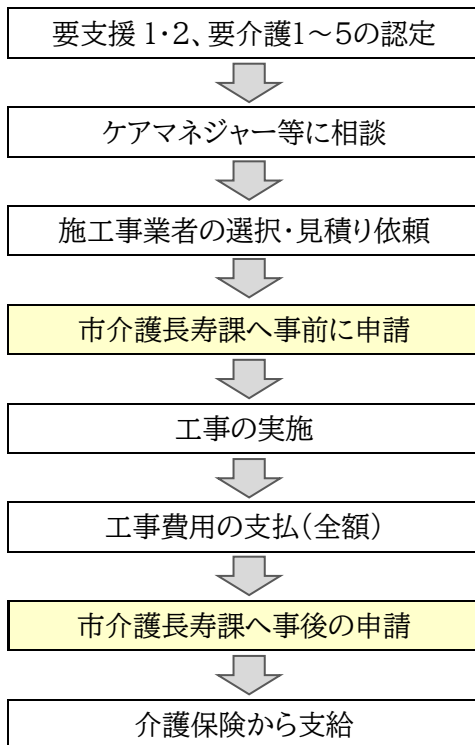 要支援1・2、要介護1～5の認定
ケアマネジャー等に相談
施工事業者の選択・見積り依頼
市介護長寿課へ事前に申請
工事の実施
工事費用の支払（全額）
市介護長寿課へ事後の申請
介護保険から支給